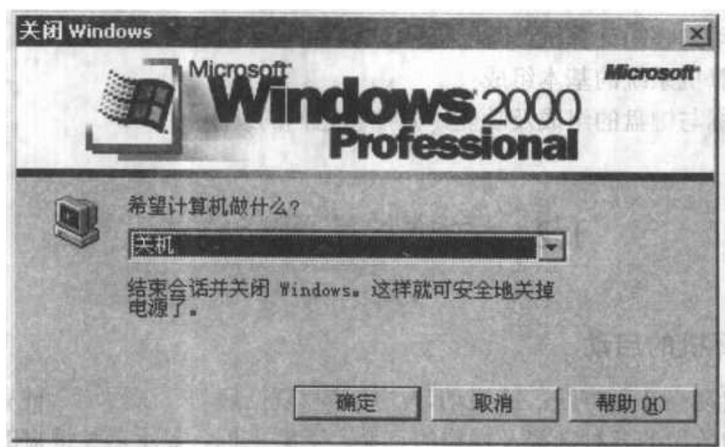 关闭 Windows
Microsoft
Windows 2000
Professional
Microsoft
希望计算机做什么?
关机
结束会话并关闭 Windows。这样就可安全地关掉
电源了。
确定
取消
帮助(H)